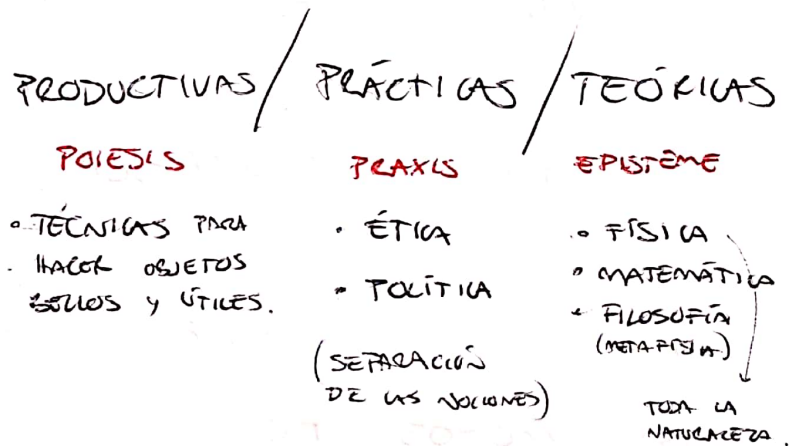 PRODUCTIVAS / PRÁCTICAS / TEÓRICAS
POIESIS
• TÉCNICAS PARA
• HACER OBJETOS
BELLOS Y ÚTILES.
PRAXIS
• ÉTICA
• POLÍTICA
(SEPARACIÓN
DE LAS NOCIONES)
EPISTEME
• FÍSICA
• MATEMÁTICA
• FILOSOFÍA
(METAFÍSICA)
TODA LA
NATURALEZA.